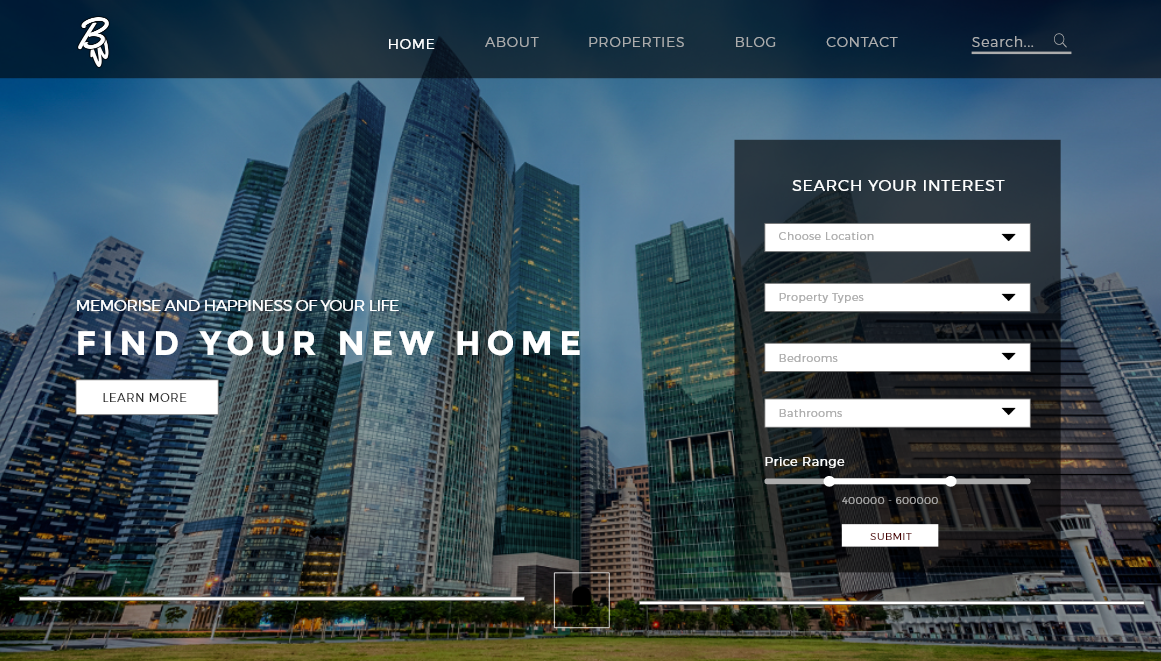 B
HOME ABOUT PROPERTIES BLOG CONTACT Search...
SEARCH YOUR INTEREST
Choose Location
Property Types
Bedrooms
Bathrooms
Price Range
400000 - 600000
SUBMIT
MEMORISE AND HAPPINESS OF YOUR LIFE
FIND YOUR NEW HOME
LEARN MORE